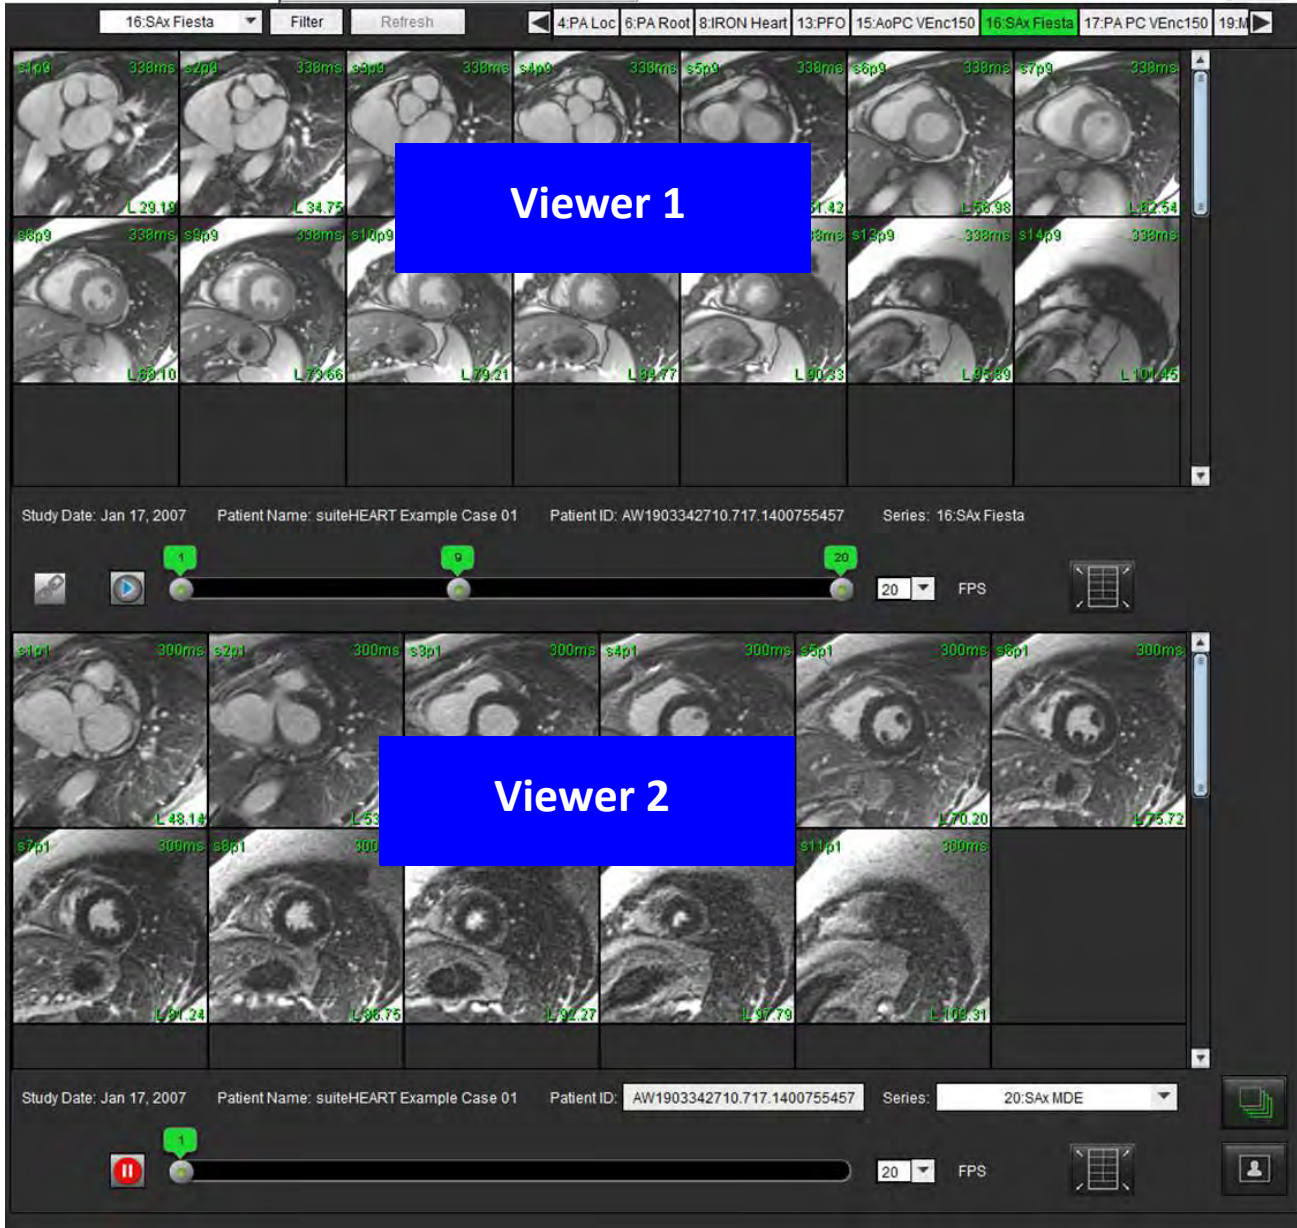 16:SAx Fiesta Filter Refresh 4:PA Loc 6:PA Root 8:IRON Heart 13:PFO 15:AoPC VEnc150 16:SAx Fiesta 17:PA PC VEnc150 19:M
s1p9 338ms s2p9 338ms s3p9 338ms s4p9 338ms s5p9 338ms s6p9 338ms s7p9 338ms
Viewer 1
L 29.19 L 34.75 51.42 L 56.98 L 62.54
s8p9 338ms s9p9 338ms s10p9 38ms s13p9 338ms s14p9 338ms
L 68.10 L 73.66 L 79.21 L 84.77 L 90.33 L 95.89 L 101.45
Study Date: Jan 17, 2007 Patient Name: suiteHEART Example Case 01 Patient ID: AW1903342710.717.1400755457 Series: 16:SAx Fiesta
1 9 20
20 FPS
s1p1 300ms s2p1 300ms s3p1 300ms s4p1 300ms s5p1 300ms s6p1 300ms
Viewer 2
L 48.14 L 53 L 70.20 L 75.72
s7p1 300ms s8p1 300 s11p1 300ms
L 81.24 L 86.75 L 92.27 L 97.79 L 103.31
Study Date: Jan 17, 2007 Patient Name: suiteHEART Example Case 01 Patient ID: AW1903342710.717.1400755457 Series: 20:SAx MDE
1
20 FPS